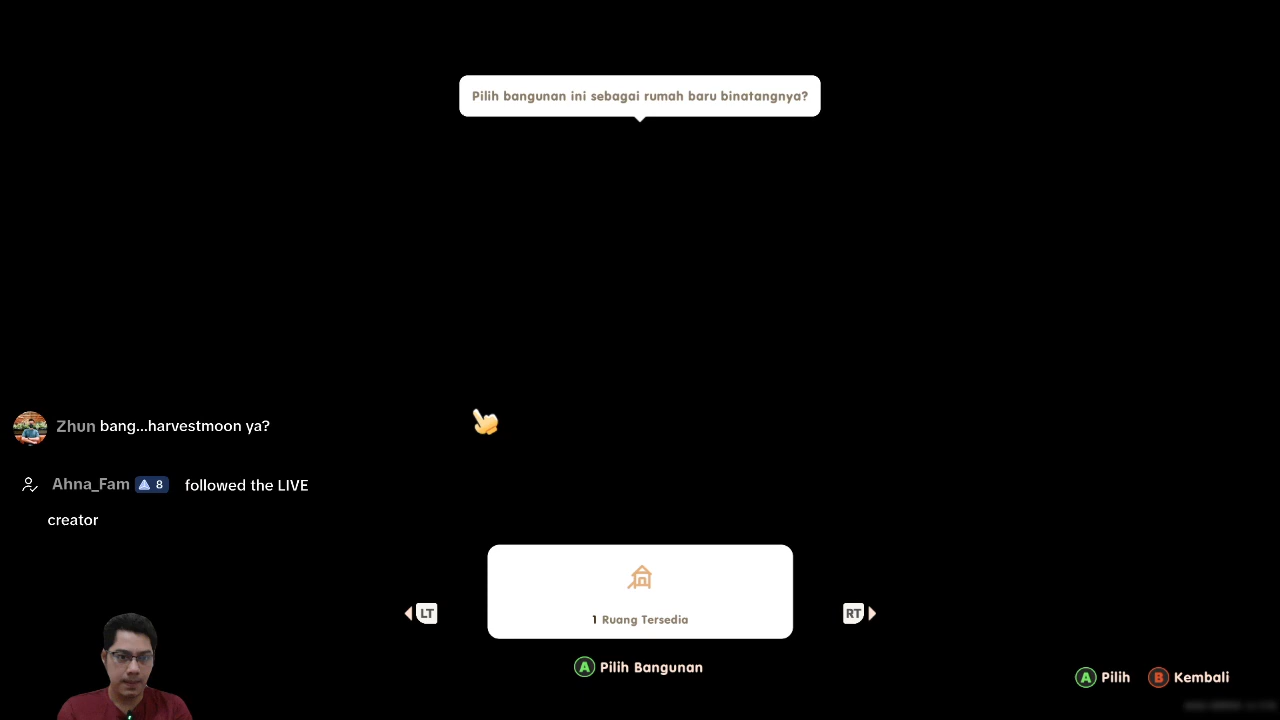 Pilih bangunan ini sebagai rumah baru binatangnya?
Zhun bang...harvestmoon ya?
Ahna_Fam 8 followed the LIVE
creator
LT
1 Ruang Tersedia
RT
A Pilih Bangunan
A Pilih B Kembali